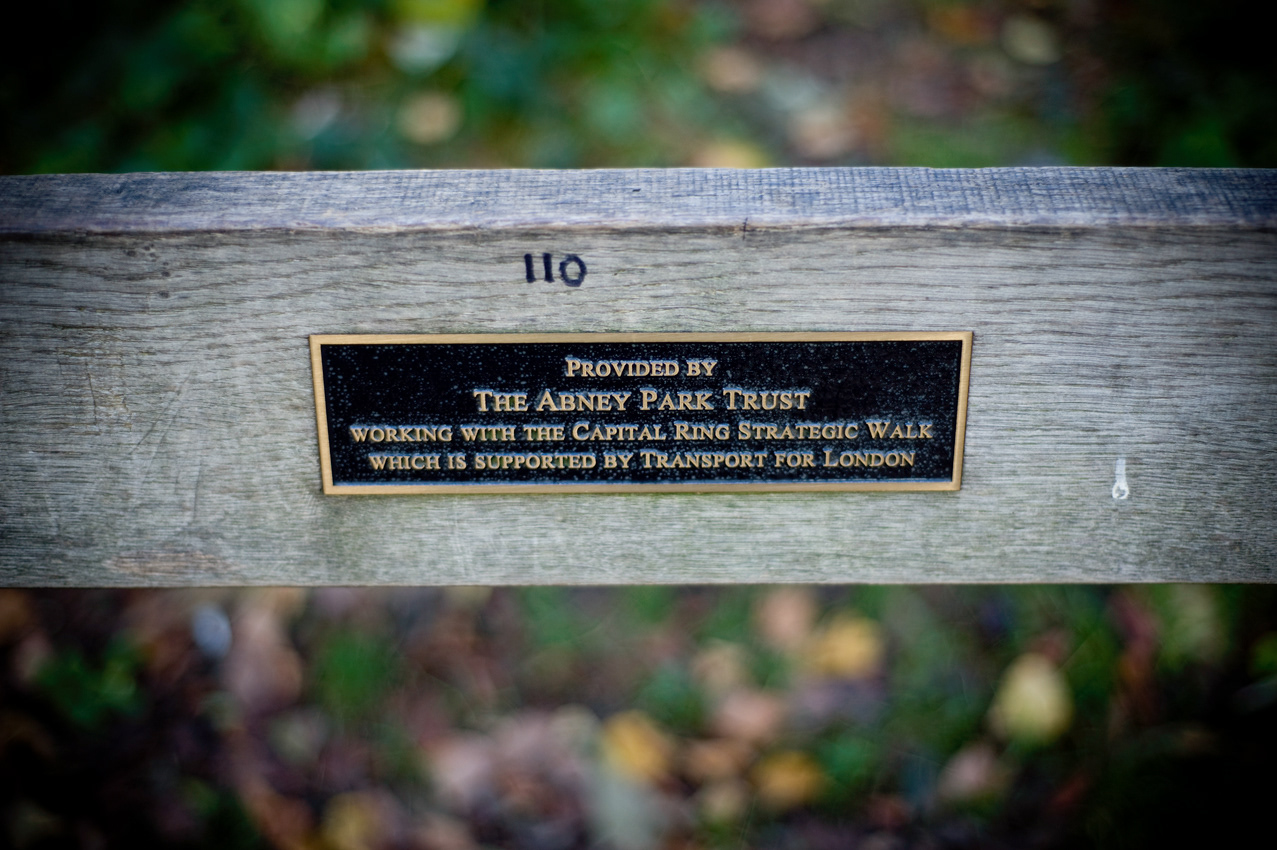 110
PROVIDED BY
THE ABNEY PARK TRUST
WORKING WITH THE CAPITAL RING STRATEGIC WALK
WHICH IS SUPPORTED BY TRANSPORT FOR LONDON